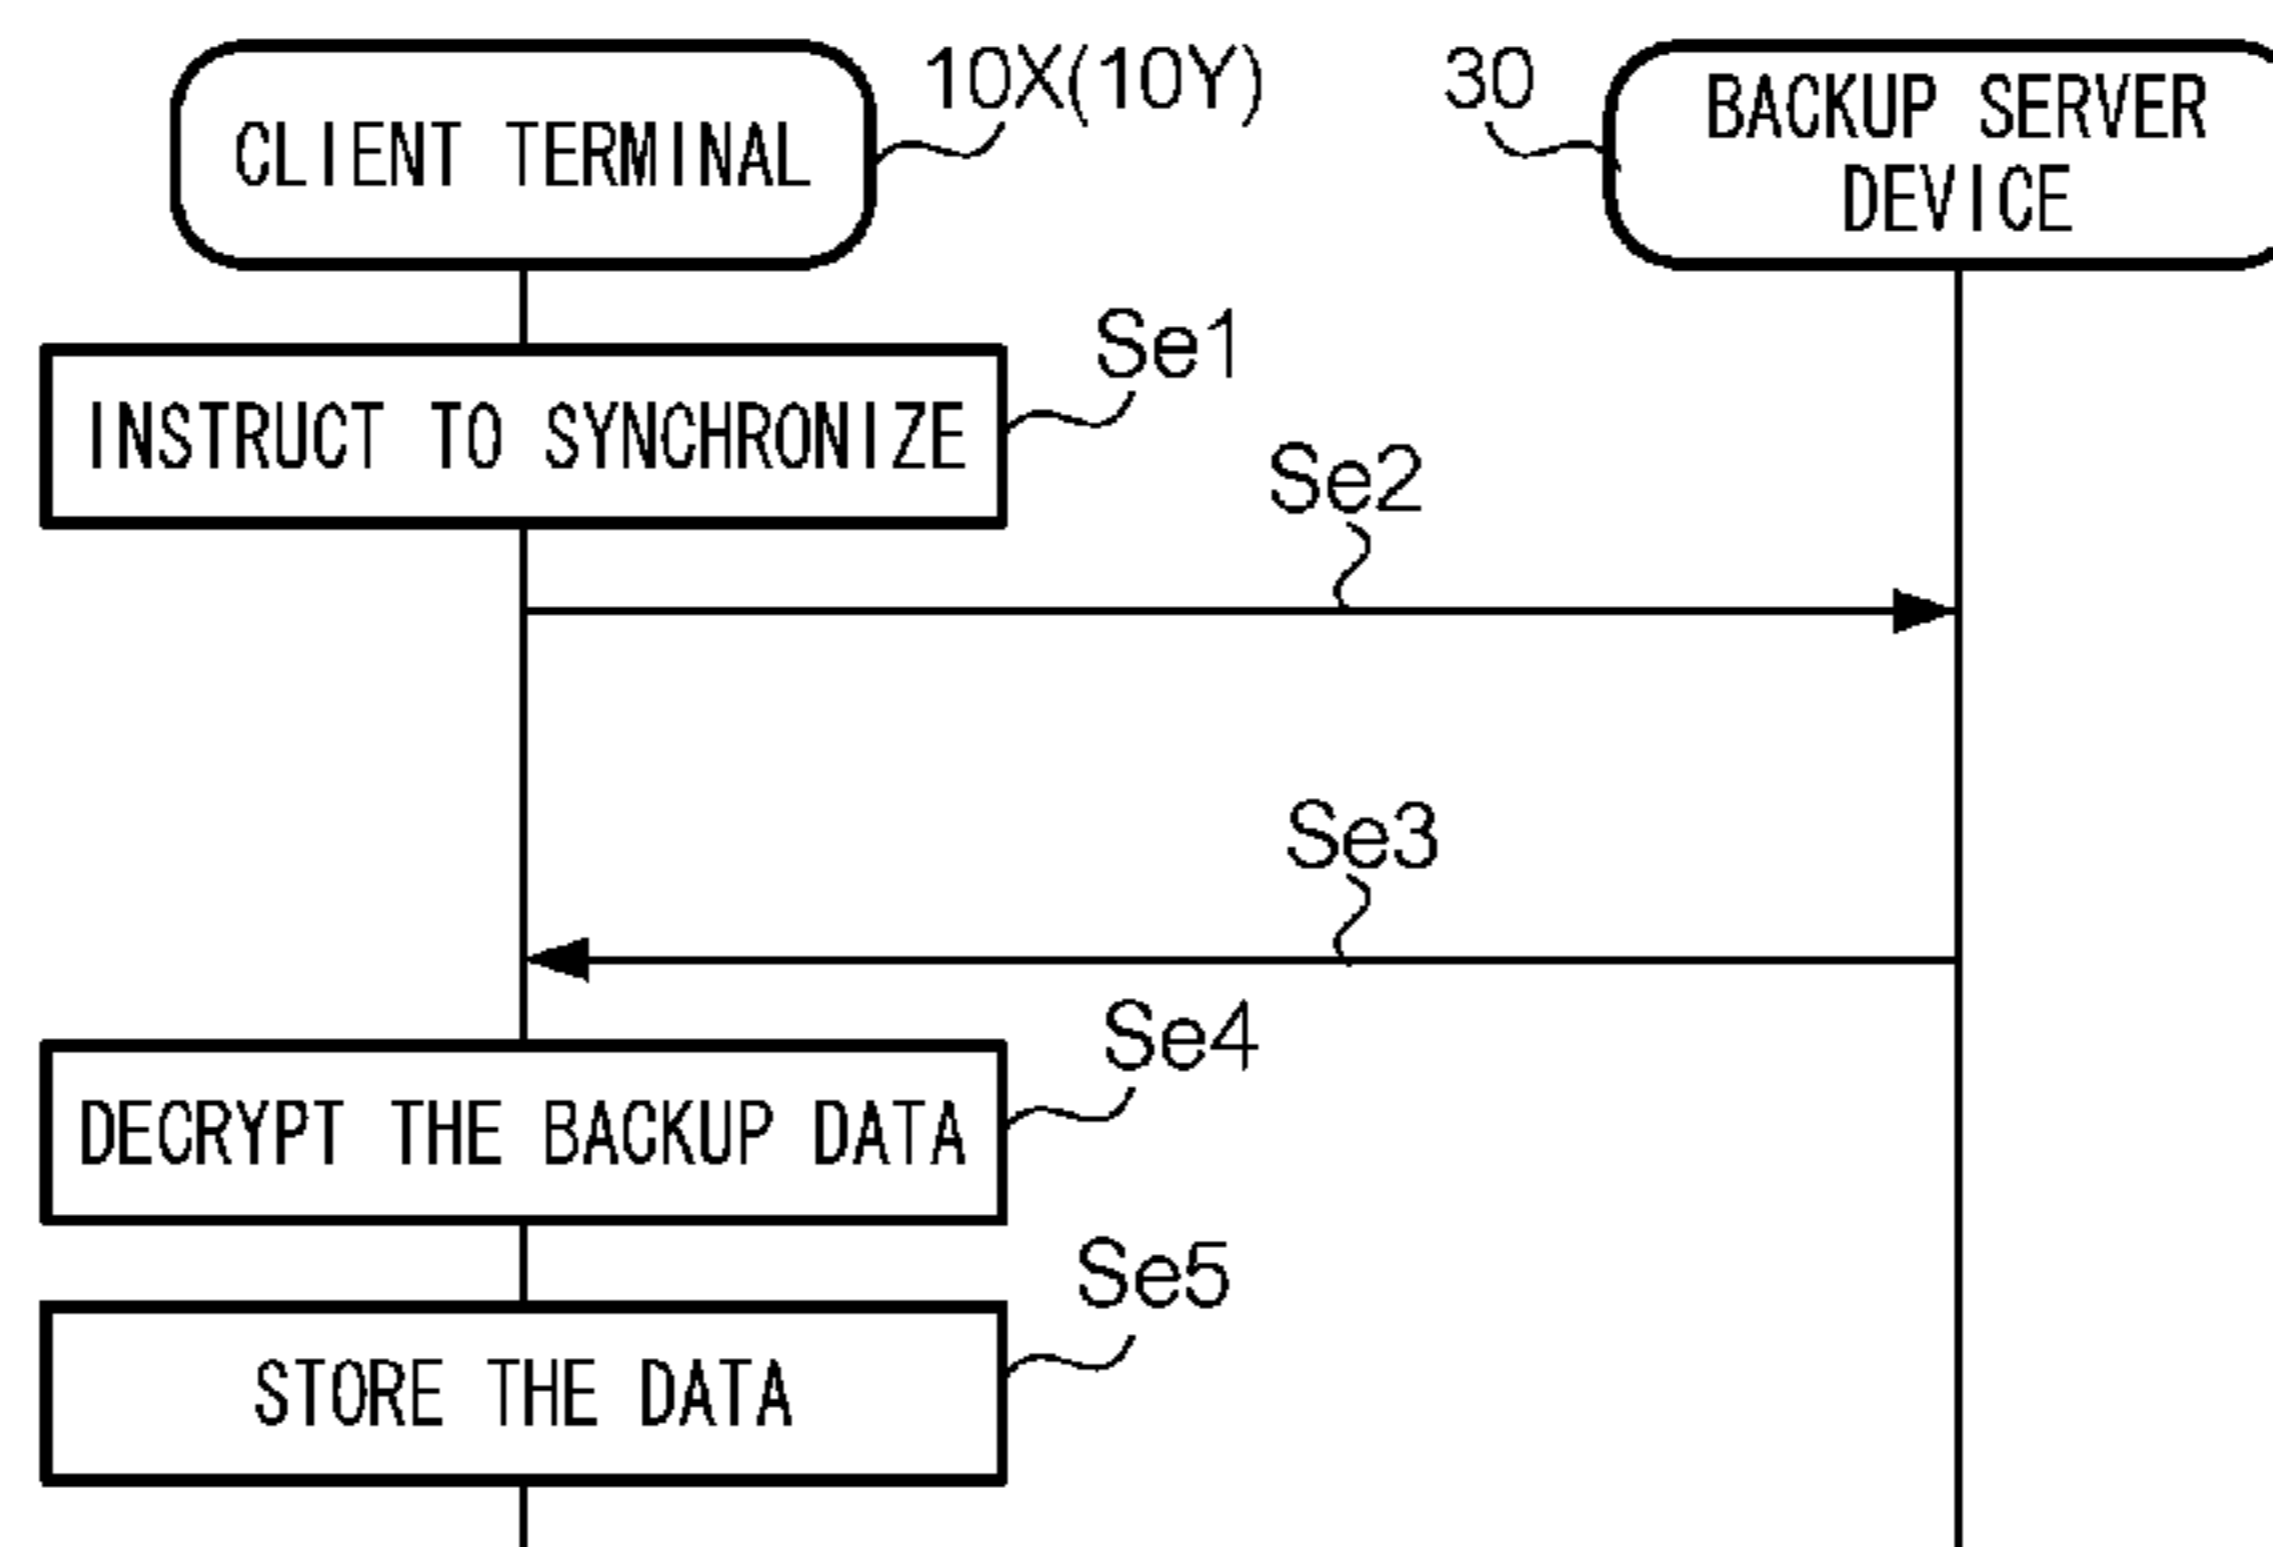 CLIENT TERMINAL
10X(10Y)
30
BACKUP SERVER
DEVICE
Se1
INSTRUCT TO SYNCHRONIZE
Se2
Se3
Se4
DECRYPT THE BACKUP DATA
Se5
STORE THE DATA